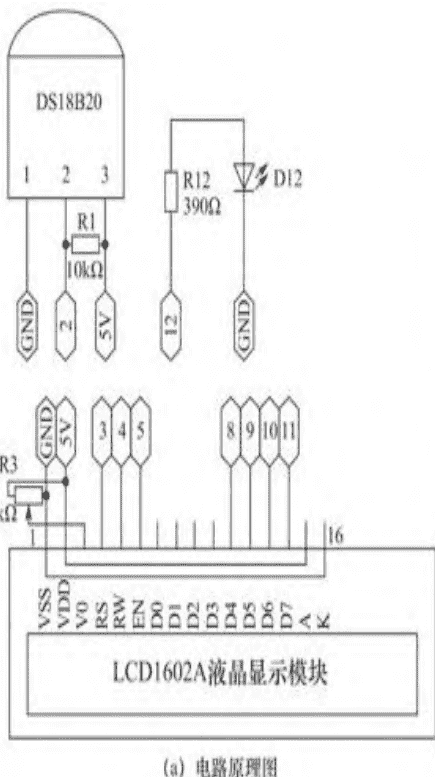 DS18B20
1 2 3
R1
10kΩ
R12
390Ω
D12
GND
2
5V
12
GND
GND
5V
3
4
5
8
9
10
11
R3
kΩ
1
16
VSS
VDD
V0
RS
RW
EN
D0
D1
D2
D3
D4
D5
D6
D7
A
K
LCD1602A液晶显示模块
(a) 电路原理图